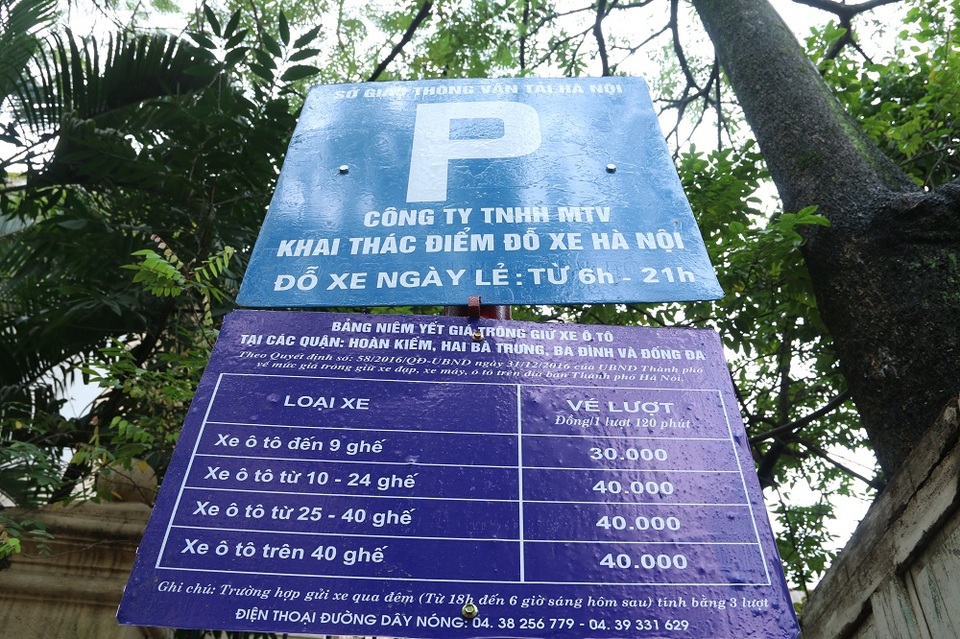 SỞ GIAO THÔNG VẬN TẢI HÀ NỘI
P
CÔNG TY TNHH MTV
KHAI THÁC ĐIỂM ĐỖ XE HÀ NỘI
ĐỖ XE NGÀY LẺ : TỪ 6h - 21h
BẢNG NIÊM YẾT GIÁ TRÔNG GIỮ XE Ô TÔ
TẠI CÁC QUẬN: HOÀN KIẾM, HAI BÀ TRƯNG, BA ĐÌNH VÀ ĐỐNG ĐA
Theo Quyết định số: 58/2016/QĐ-UBND ngày 31/12/2016 của UBND Thành phố
về mức giá trông giữ xe đạp, xe máy, ô tô trên địa bàn Thành phố Hà Nội.
LOẠI XE
VÉ LƯỢT
Đồng/1 lượt 120 phút
Xe ô tô đến 9 ghế
30.000
Xe ô tô từ 10 - 24 ghế
40.000
Xe ô tô từ 25 - 40 ghế
40.000
Xe ô tô trên 40 ghế
40.000
Ghi chú: Trường hợp gửi xe qua đêm (Từ 18h đến 6 giờ sáng hôm sau) tính bằng 3 lượt
ĐIỆN THOẠI ĐƯỜNG DÂY NÓNG: 04. 38 256 779 - 04. 39 331 629